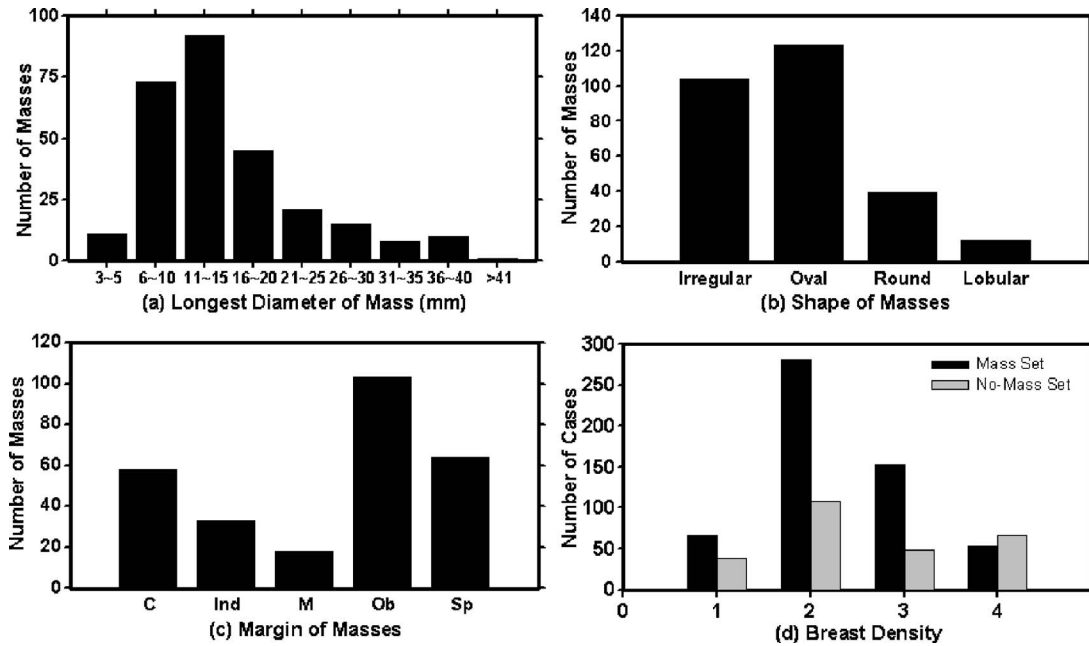 100
75
50
25
0
Number of Masses
3~5 6~10 11~15 16~20 21~25 26~30 31~35 36~40 >41
(a) Longest Diameter of Mass (mm)
140
120
100
80
60
40
20
0
Number of Masses
Irregular Oval Round Lobular
(b) Shape of Masses
120
100
80
60
40
20
0
Number of Masses
C Ind M Ob Sp
(c) Margin of Masses
300
250
200
150
100
50
0
Number of Cases
Mass Set
No-Mass Set
0 1 2 3 4
(d) Breast Density